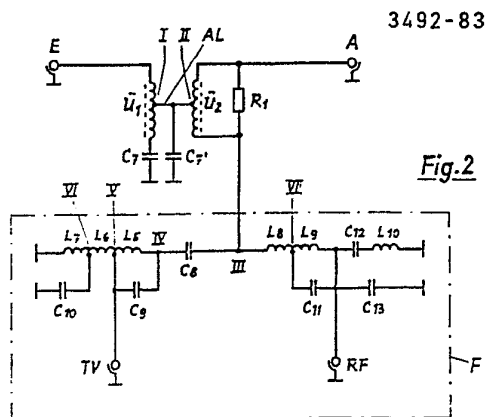 3492-83
E I II AL A
Ü1 Ü2 R1
C7 C7'
Fig.2
VI V VI'
L7 L6 L5 IV L8 L9 C12 L10
C8 III
C10 C9 C11 C13
TV RF F